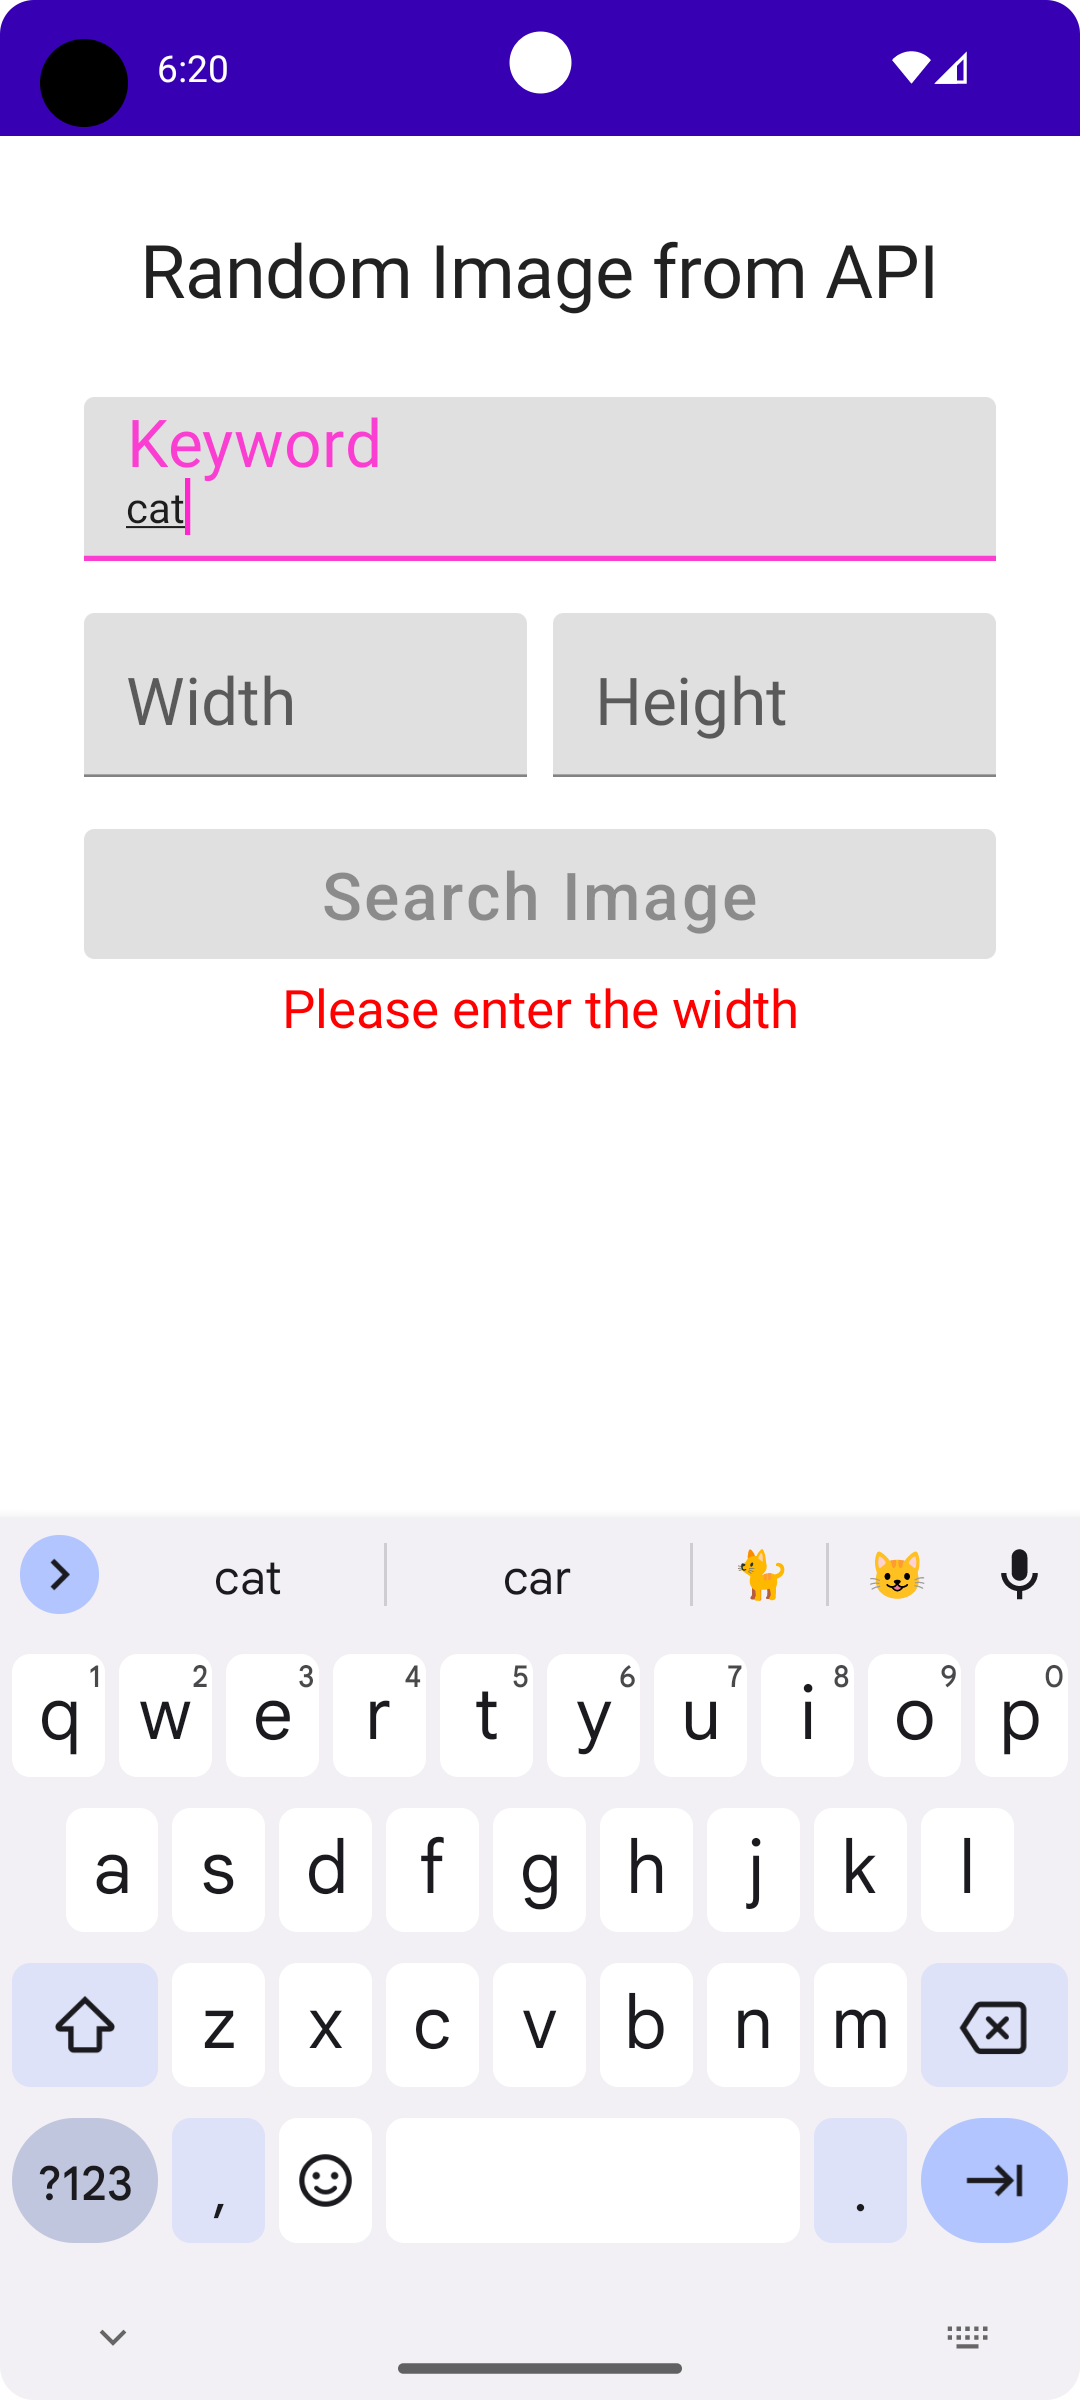 6:20
Random Image from API
Keyword
cat
Width Height
Search Image
Please enter the width
cat car
q 1 w 2 e 3 r 4 t 5 y 6 u 7 i 8 o 9 p 0
a s d f g h j k l
z x c v b n m
?123 , .